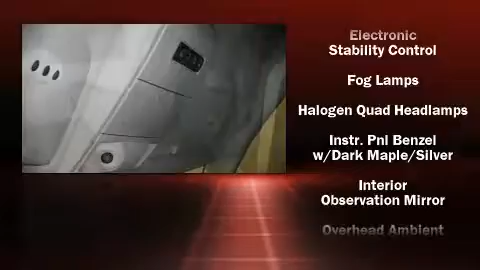 Electronic
Stability Control
Fog Lamps
Halogen Quad Headlamps
Instr. Pnl Benzel
w/Dark Maple/Silver
Interior
Observation Mirror
Overhead Ambient